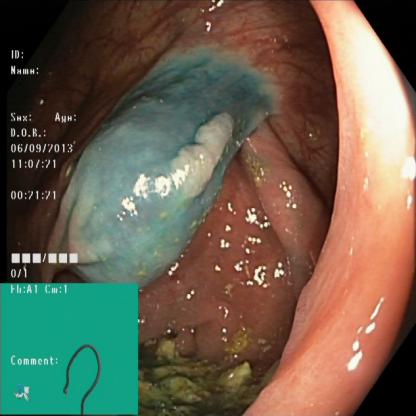 ID:
Name:
Sex: Age:
D.O.B.:
06/09/2013
11:07:21
00:21:21
0/1
Eh:A1 Cm:1
Comment: